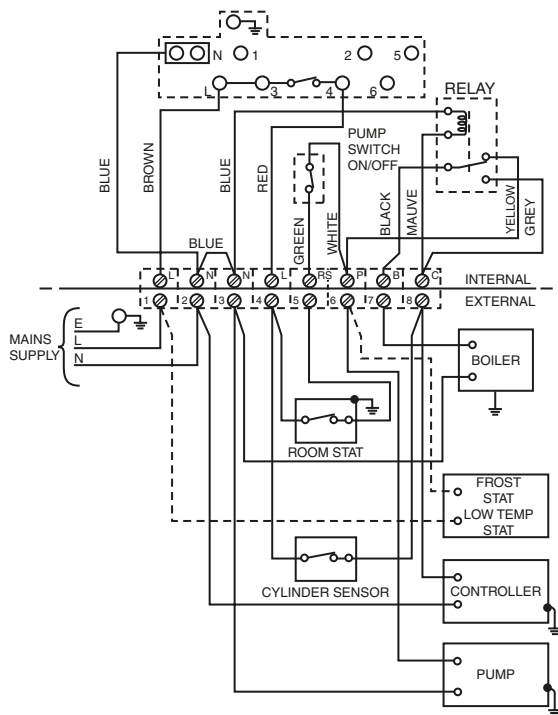 N 1 2 5
L 3 4 6
RELAY
PUMP
SWITCH
ON/OFF
BLUE
BROWN
BLUE
RED
GREEN
WHITE
BLACK
MAUVE
YELLOW
GREY
BLUE
L N N L RS P B C
INTERNAL
1 2 3 4 5 6 7 8
EXTERNAL
MAINS
SUPPLY
E
L
N
BOILER
ROOM STAT
FROST
STAT
LOW TEMP
STAT
CYLINDER SENSOR
CONTROLLER
PUMP